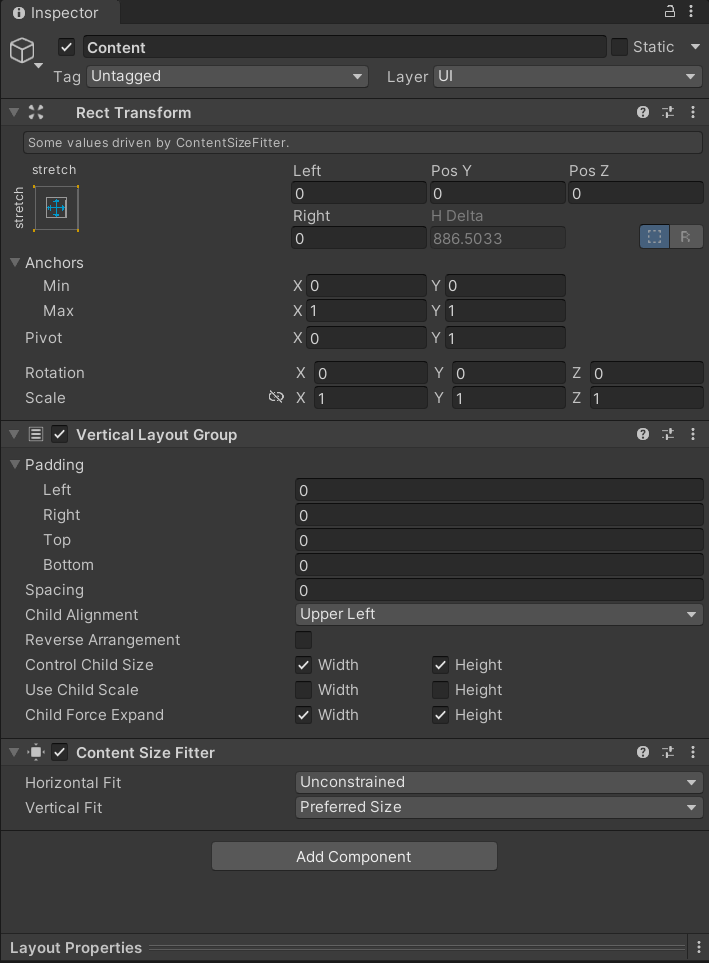 Inspector
Content
Static
Tag Untagged Layer UI
Rect Transform
Some values driven by ContentSizeFitter.
stretch
stretch
Left Pos Y Pos Z
0 0 0
Right H Delta
0 886.5033 R
Anchors
Min X 0 Y 0
Max X 1 Y 1
Pivot X 0 Y 1
Rotation X 0 Y 0 Z 0
Scale X 1 Y 1 Z 1
Vertical Layout Group
Padding
Left 0
Right 0
Top 0
Bottom 0
Spacing 0
Child Alignment Upper Left
Reverse Arrangement
Control Child Size Width Height
Use Child Scale Width Height
Child Force Expand Width Height
Content Size Fitter
Horizontal Fit Unconstrained
Vertical Fit Preferred Size
Add Component
Layout Properties